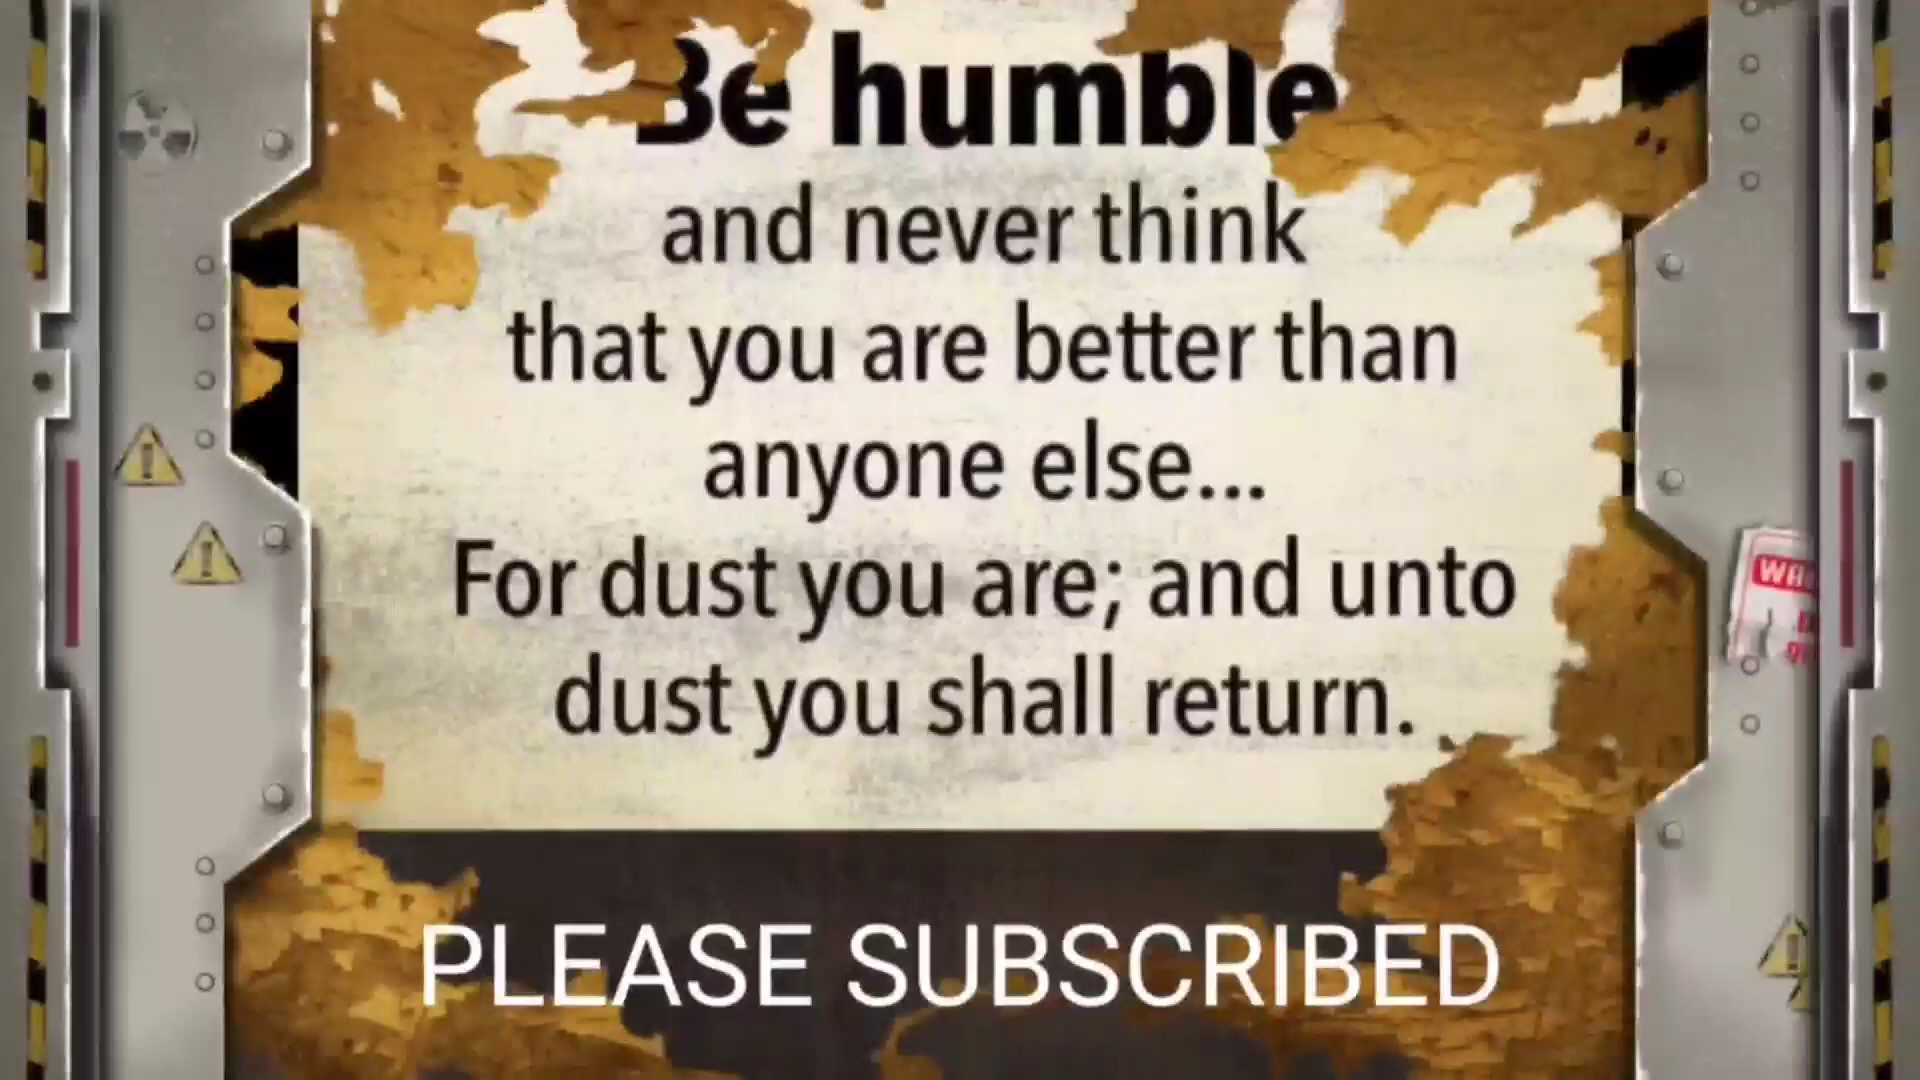 Be humble
and never think
that you are better than
anyone else...
For dust you are; and unto
dust you shall return.
PLEASE SUBSCRIBED